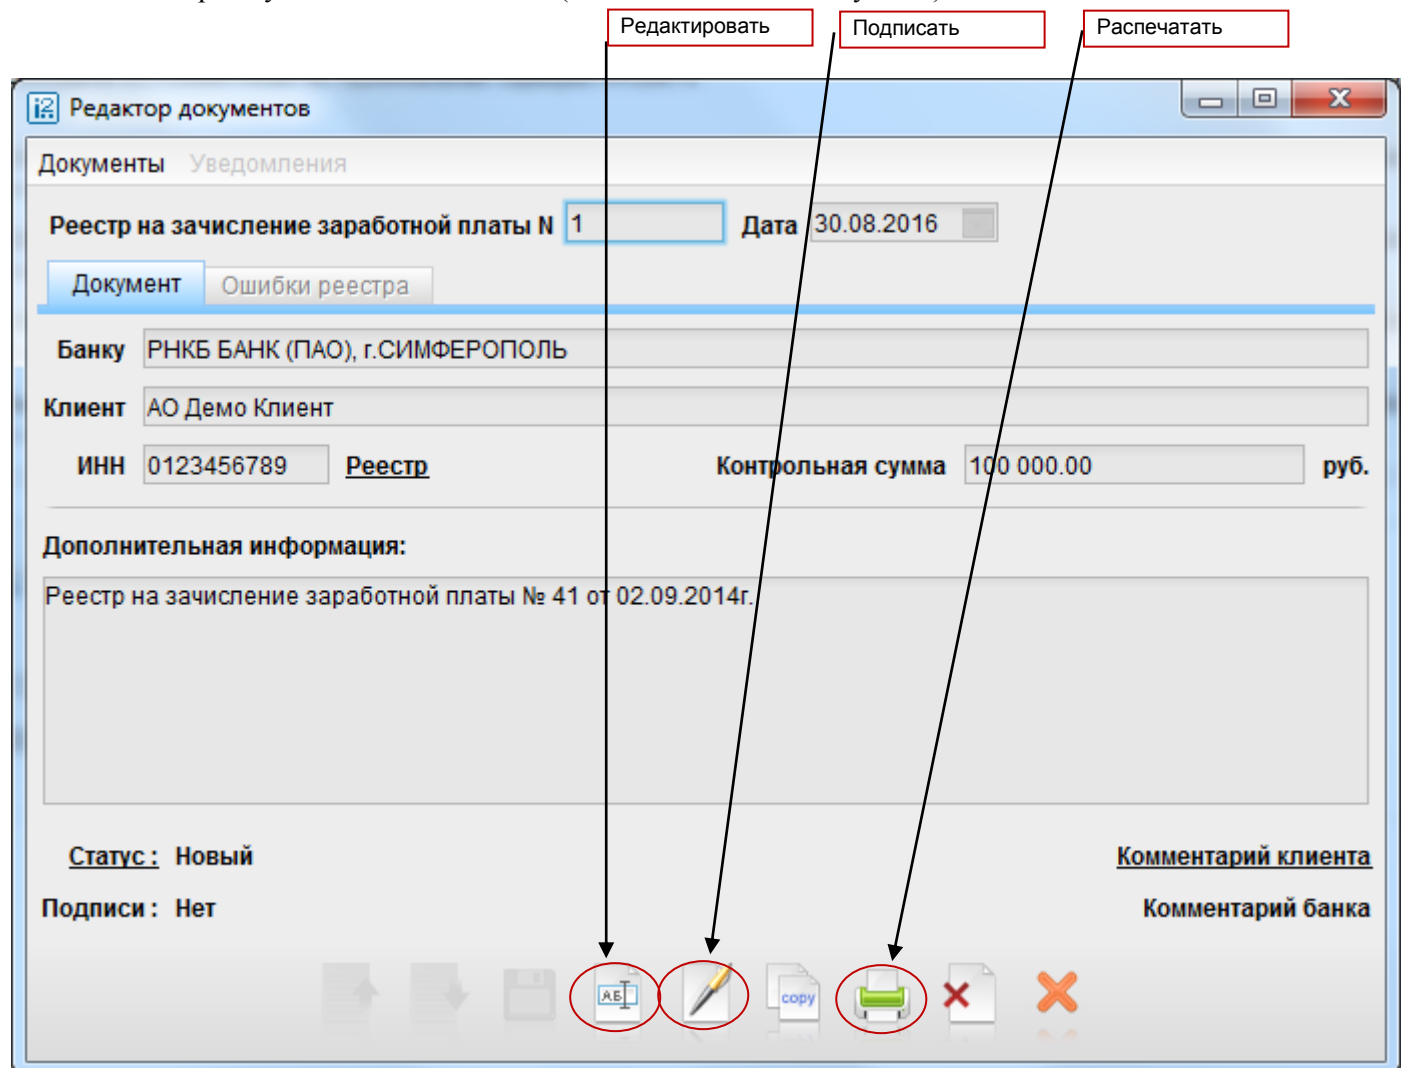 Редактировать
Подписать
Распечатать
Редактор документов
Документы Уведомления
Реестр на зачисление заработной платы N 1 Дата 30.08.2016
Документ Ошибки реестра
Банку РНКБ БАНК (ПАО), г.СИМФЕРОПОЛЬ
Клиент АО Демо Клиент
ИНН 0123456789 Реестр Контрольная сумма 100 000.00 руб.
Дополнительная информация:
Реестр на зачисление заработной платы № 41 от 02.09.2014г.
Статус : Новый Комментарий клиента
Подписи : Нет Комментарий банка
АБ copy